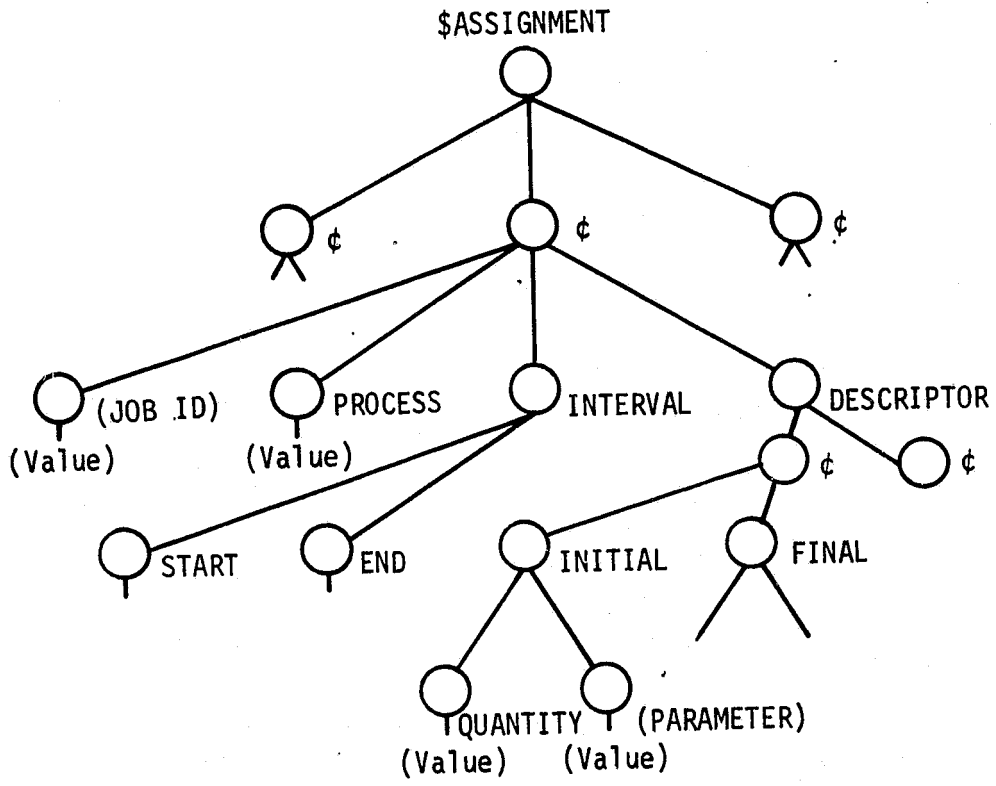 $ASSIGNMENT
¢ ¢ ¢
(JOB ID) PROCESS INTERVAL DESCRIPTOR
(Value) (Value) ¢ ¢
START END INITIAL FINAL
QUANTITY (PARAMETER)
(Value) (Value)